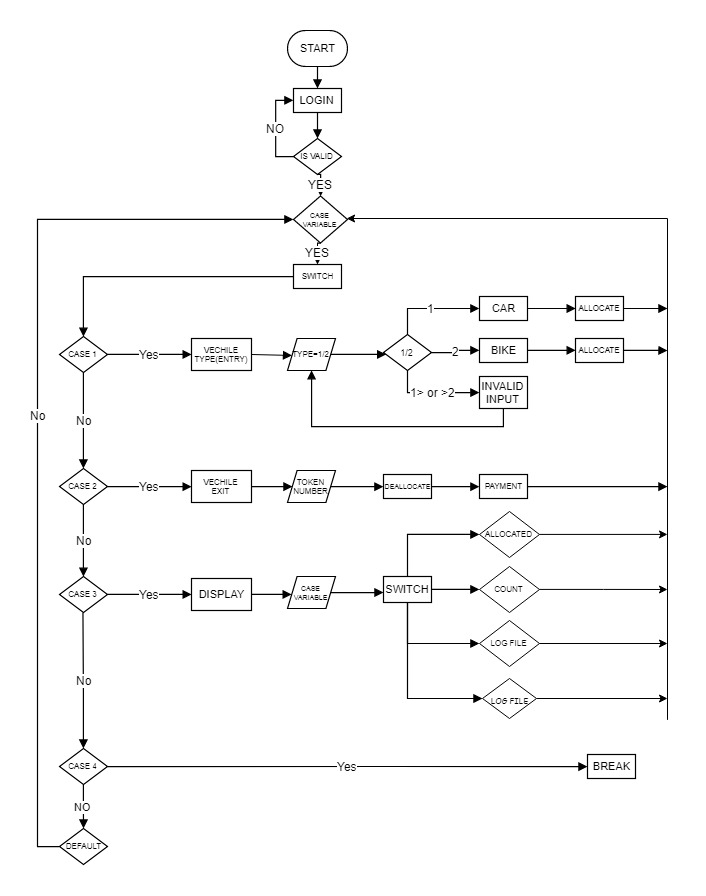 START
LOGIN
NO
IS VALID
YES
CASE
VARIABLE
YES
SWITCH
1
CAR
ALLOCATE
CASE 1
Yes
VECHILE
TYPE(ENTRY)
TYPE=1/2
1/2
2
BIKE
ALLOCATE
1> or >2
INVALID
INPUT
No
No
CASE 2
Yes
VECHILE
EXIT
TOKEN
NUMBER
DEALLOCATE
PAYMENT
No
ALLOCATED
CASE 3
Yes
DISPLAY
CASE
VARIABLE
SWITCH
COUNT
LOG FILE
No
LOG FILE
CASE 4
Yes
BREAK
NO
DEFAULT